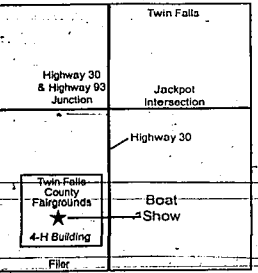 Twin Falls
Highway 30
& Highway 93
Junction
Jackpot
Intersection
Highway 30
Twin Falls
County
Fairgrounds
4-H Building
Boat
Show
Filer